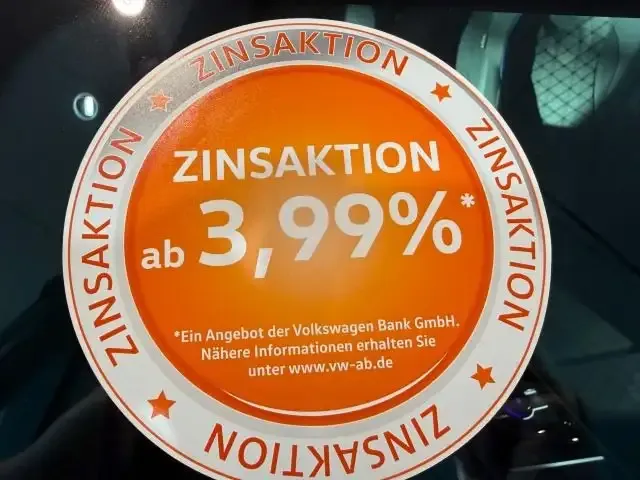 ZINSAKTION
ZINSAKTION
ZINSAKTION
ZINSAKTION
ab 3,99%*
*Ein Angebot der Volkswagen Bank GmbH.
Nähere Informationen erhalten Sie
unter www.vw-ab.de
ZINSAKTION
ZINSAKTION